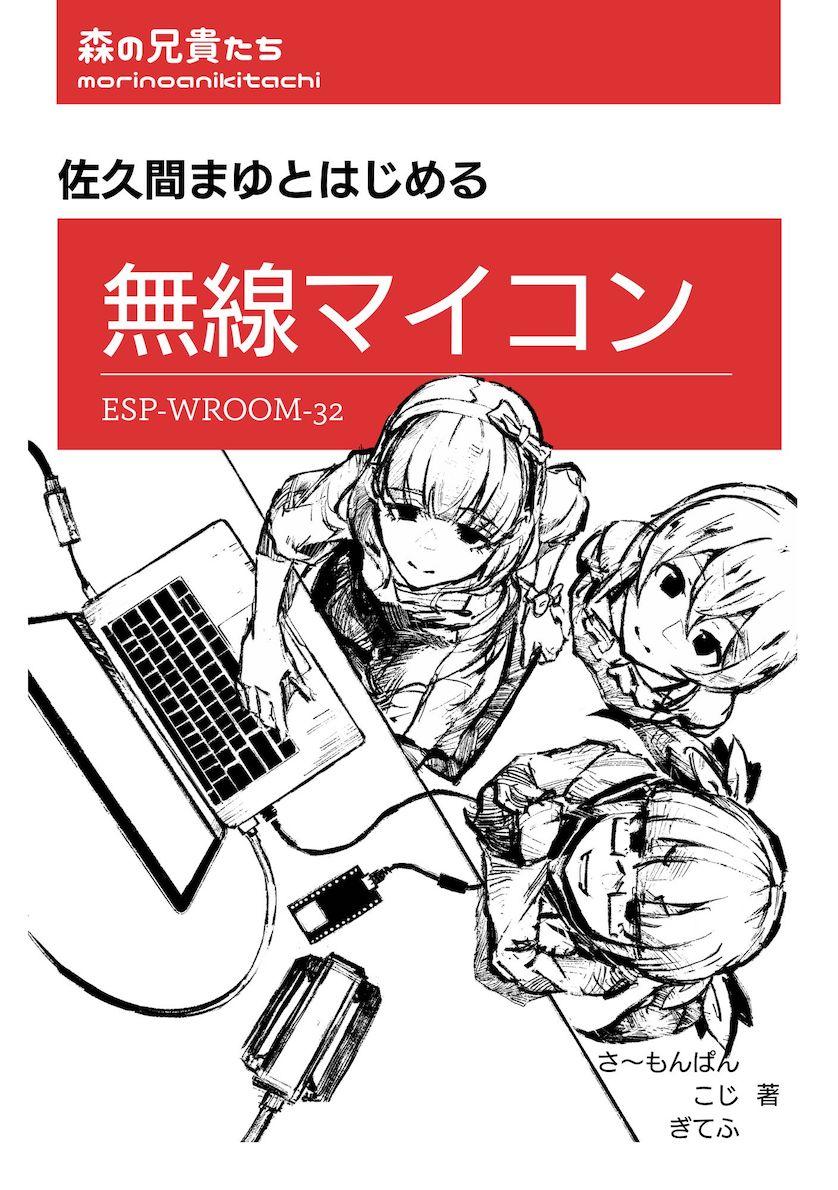 森の兄貴たち
morinoanikitachi
佐久間まゆとはじめる
無線マイコン
ESP-WROOM-32
さ～もんぱん
こじ 著
ぎてふ